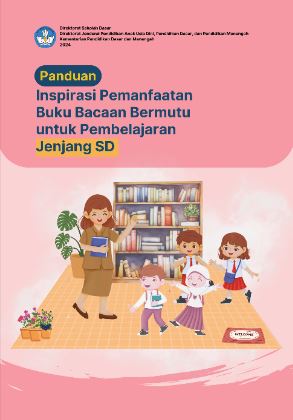 Direktorat Sekolah Dasar
Direktorat Jenderal Pendidikan Anak Usia Dini, Pendidikan Dasar, dan Pendidikan Menengah
Kementerian Pendidikan Dasar dan Menengah
2024
Panduan
Inspirasi Pemanfaatan
Buku Bacaan Bermutu
untuk Pembelajaran
Jenjang SD
WELCOME